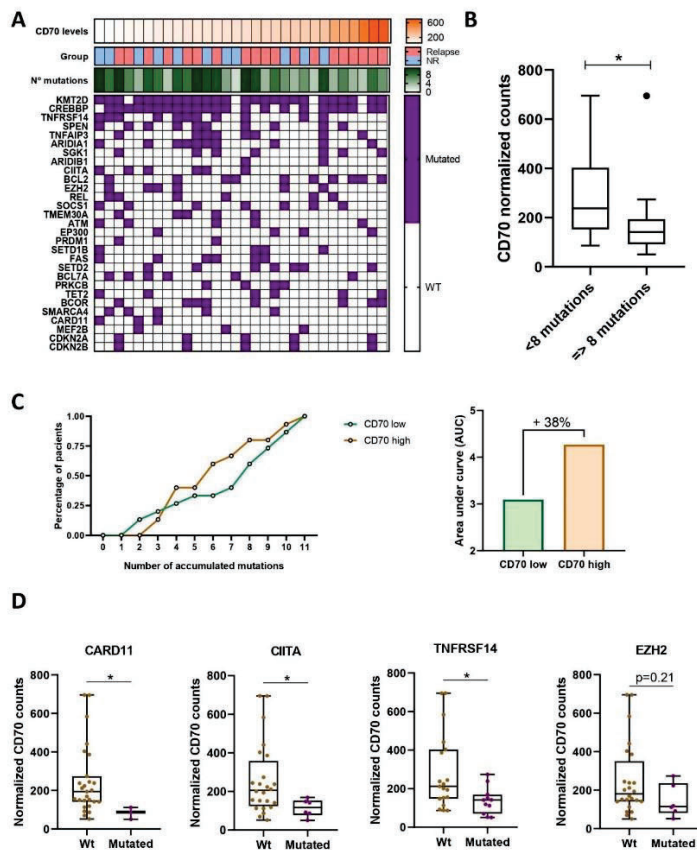 A
CD70 levels
600
200
Group
Relapse
NR
Nº mutations
8
4
0
KMT2D
CREBBP
TNFRSF14
SPEN
TNFAIP3
ARIDIA1
SGK1
ARIDIB1
CIITA
BCL2
EZH2
REL
SOCS1
TMEM30A
ATM
EP300
PRDM1
SETD1B
FAS
SETD2
BCL7A
PRKCB
TET2
BCOR
SMARCA4
CARD11
MEF2B
CDKN2A
CDKN2B
Mutated
WT
B
CD70 normalized counts
800
600
400
200
0
*
<8 mutations
=> 8 mutations
C
Percentage of pacients
1.00
0.75
0.50
0.25
0.00
0 1 2 3 4 5 6 7 8 9 10 11
Number of accumulated mutations
CD70 low
CD70 high
Area under curve (AUC)
5
4
3
2
+ 38%
CD70 low CD70 high
D
CARD11
Normalized CD70 counts
800
600
400
200
0
*
Wt Mutated
CIITA
Normalized CD70 counts
800
600
400
200
0
*
Wt Mutated
TNFRSF14
Normalized CD70 counts
800
600
400
200
0
*
Wt Mutated
EZH2
Normalized CD70 counts
800
600
400
200
0
p=0.21
Wt Mutated